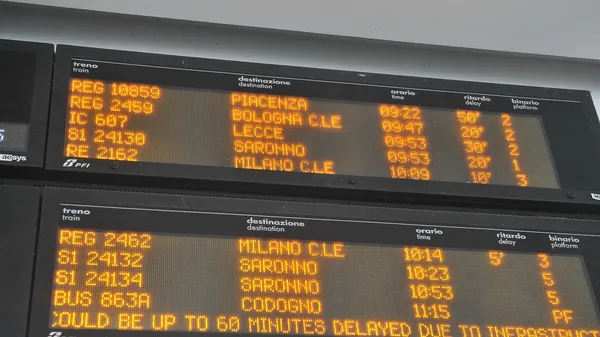 treno destinazione orario ritardo binario
train destination time delay platform
REG 10859 PIACENZA 09:22 50' 2
REG 2459 BOLOGNA C.LE 09:47 20' 2
IC 607 LECCE 09:53 30' 2
S1 24130 SARONNO 09:53 20' 1
RE 2162 MILANO C.LE 10:09 10' 3
treno destinazione orario ritardo binario
train destination time delay platform
REG 2462 MILANO C.LE 10:14 5' 3
S1 24132 SARONNO 10:23 5
S1 24134 SARONNO 10:53 5
BUS 863A CODOGNO 11:15 PF
COULD BE UP TO 60 MINUTES DELAYED DUE TO INFRASTRUCT